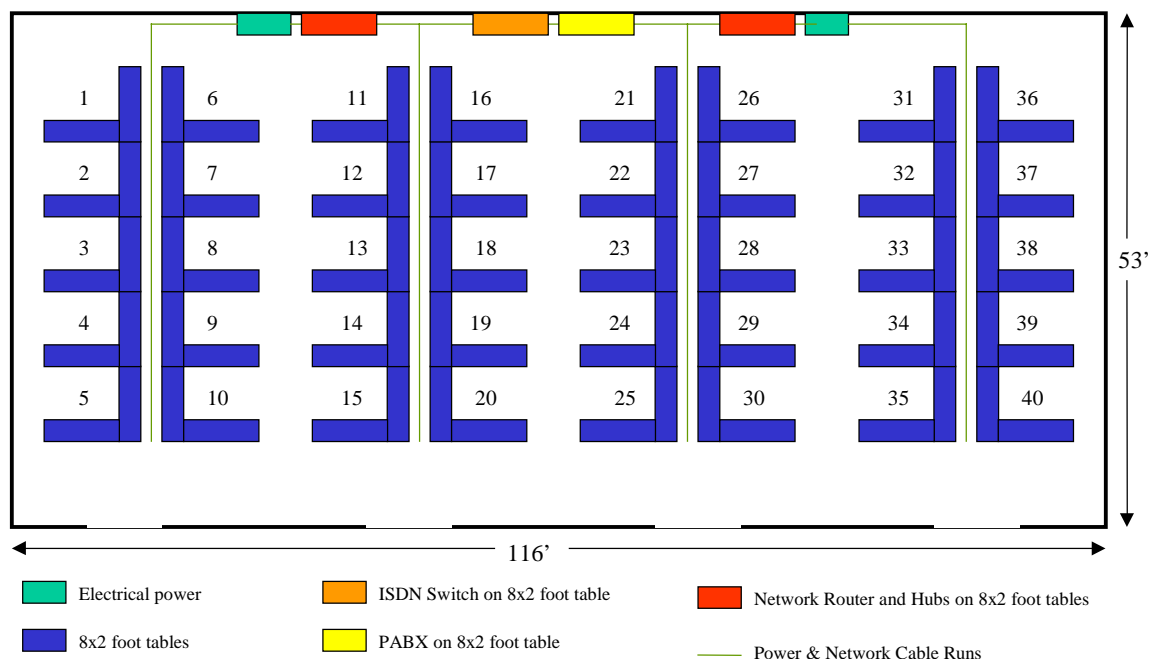 1 6 11 16 21 26 31 36
2 7 12 17 22 27 32 37
3 8 13 18 23 28 33 38
53’
4 9 14 19 24 29 34 39
5 10 15 20 25 30 35 40
116’
Electrical power
ISDN Switch on 8x2 foot table
Network Router and Hubs on 8x2 foot tables
8x2 foot tables
PABX on 8x2 foot table
Power & Network Cable Runs